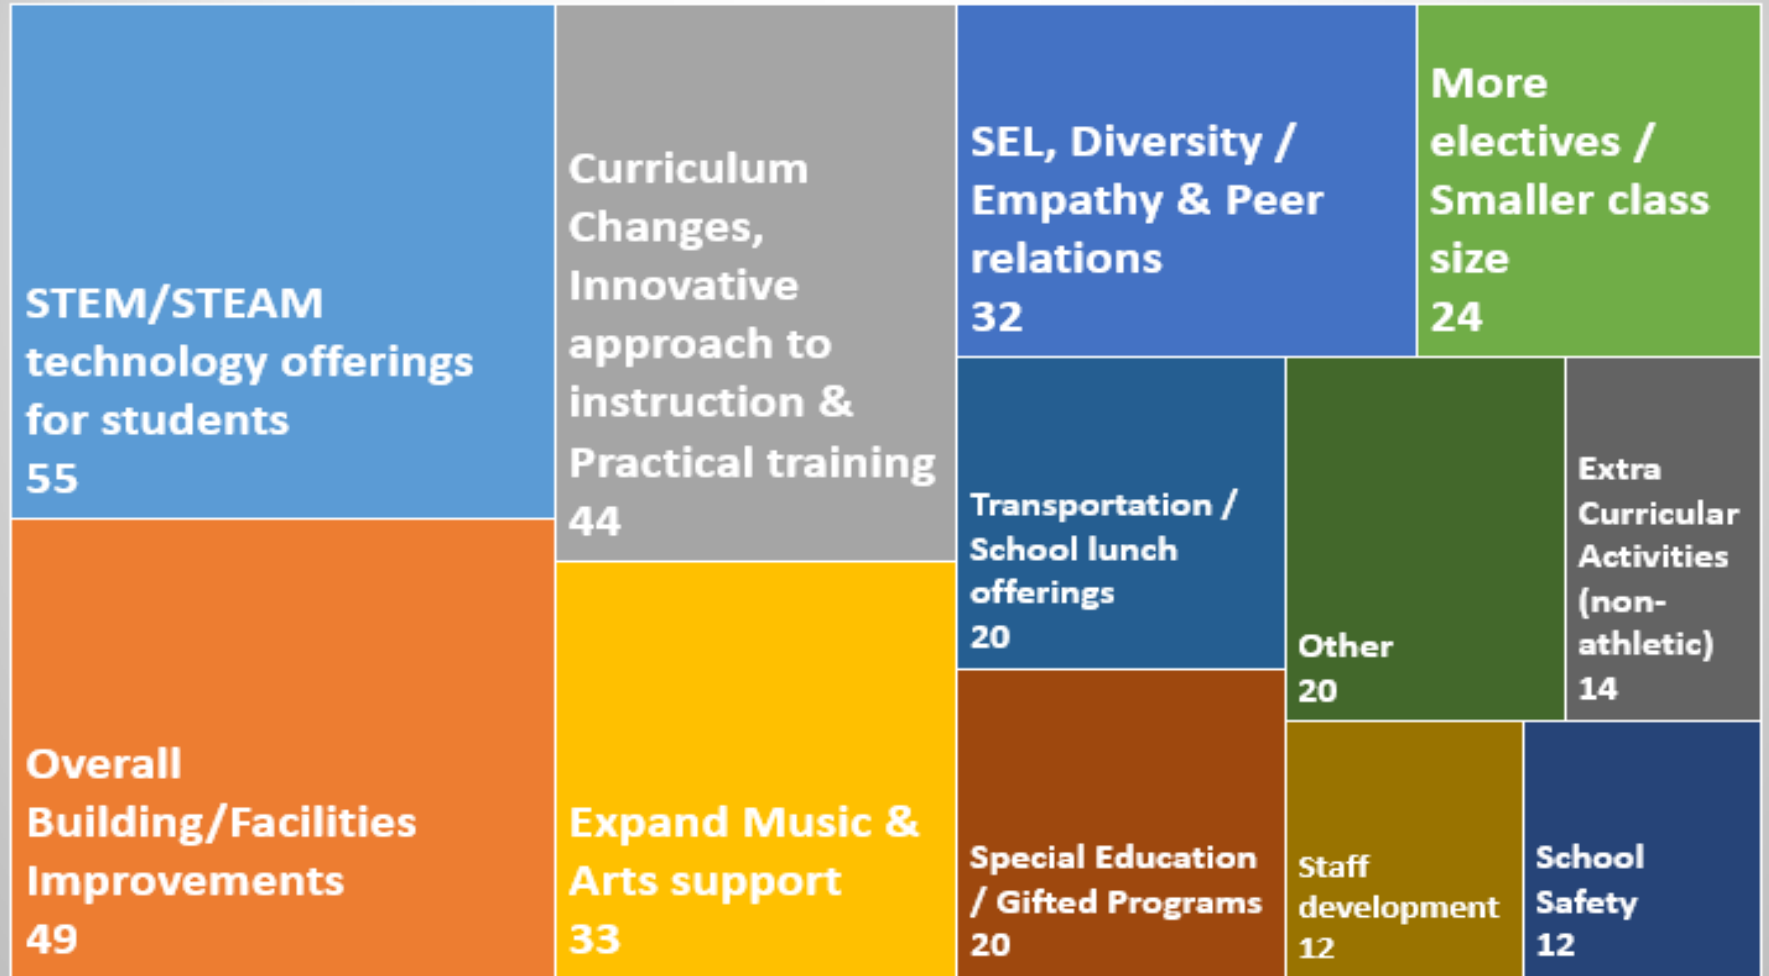 STEM/STEAM
technology offerings
for students
55
Overall
Building/Facilities
Improvements
49
Curriculum
Changes,
Innovative
approach to
instruction &
Practical training
44
Expand Music &
Arts support
33
SEL, Diversity /
Empathy & Peer
relations
32
More
electives /
Smaller class
size
24
Transportation /
School lunch
offerings
20
Special Education
/ Gifted Programs
20
Other
20
Extra
Curricular
Activities
(non-
athletic)
14
Staff
development
12
School
Safety
12